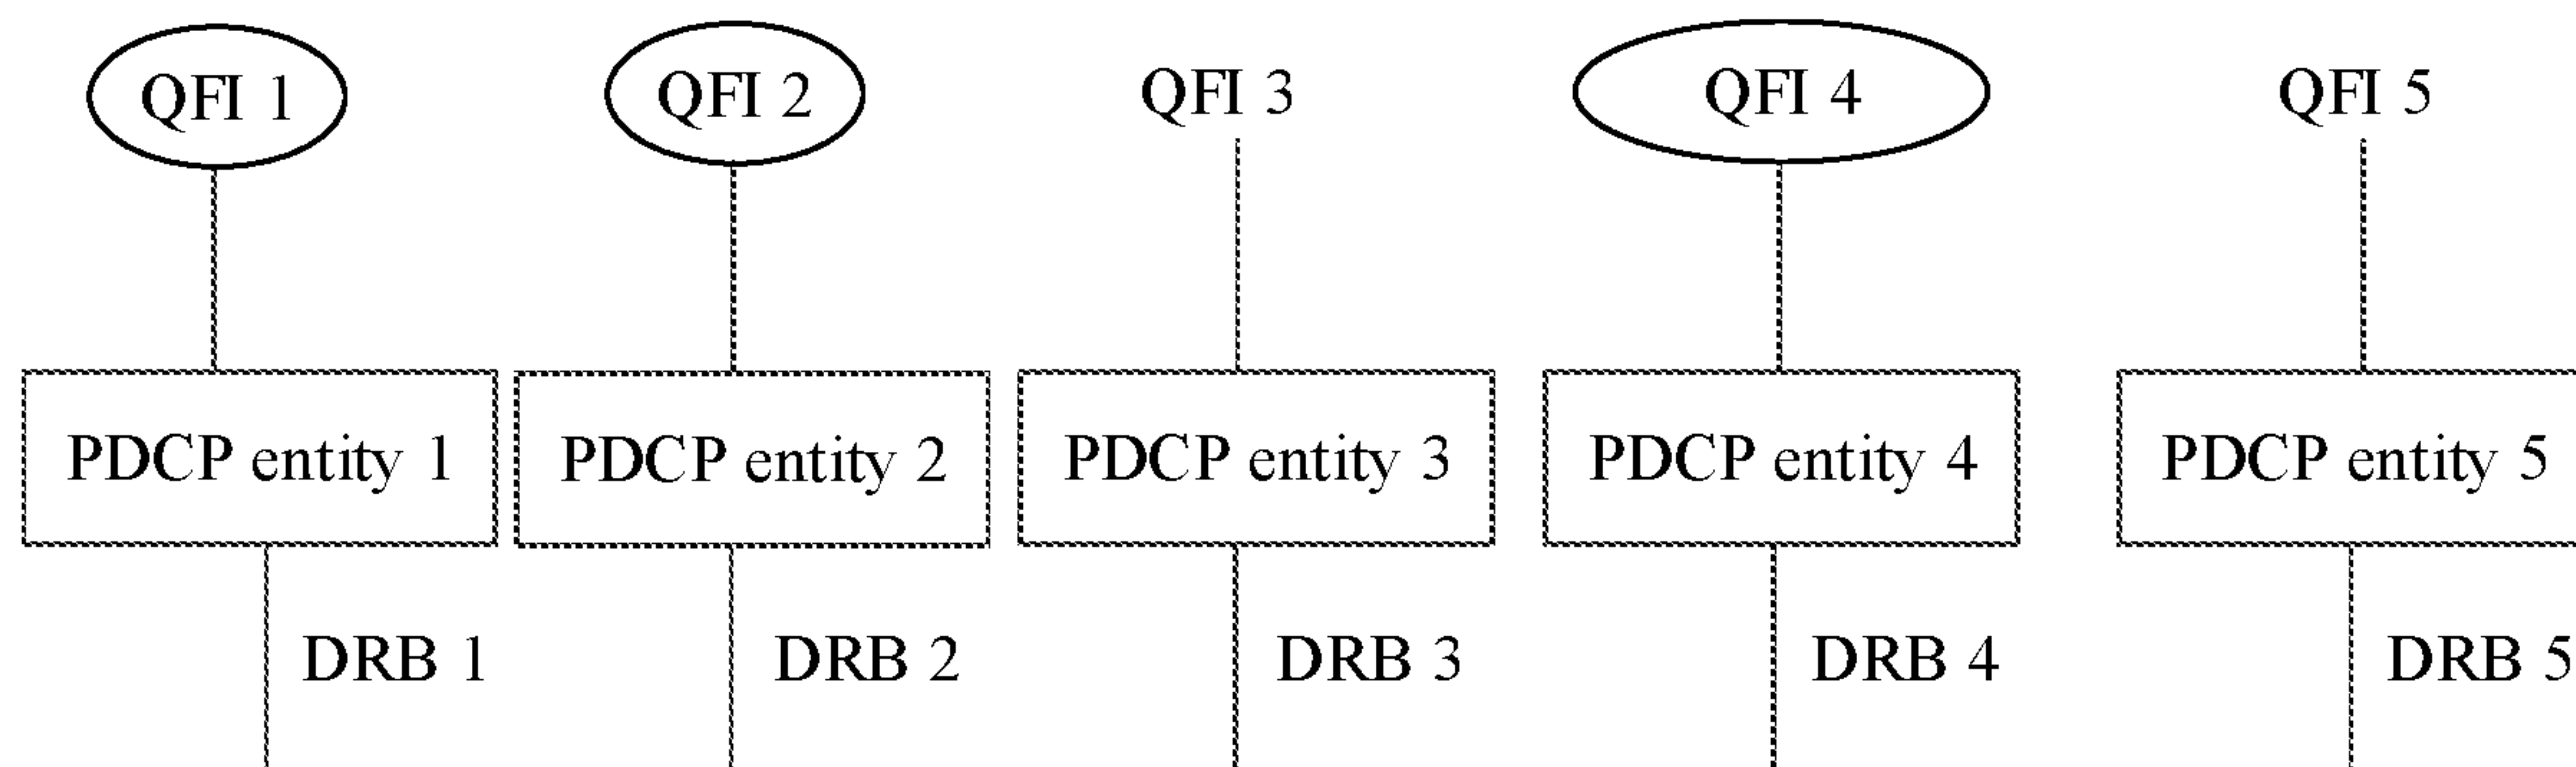 QFI 1 QFI 2 QFI 3 QFI 4 QFI 5
PDCP entity 1 PDCP entity 2 PDCP entity 3 PDCP entity 4 PDCP entity 5
DRB 1 DRB 2 DRB 3 DRB 4 DRB 5